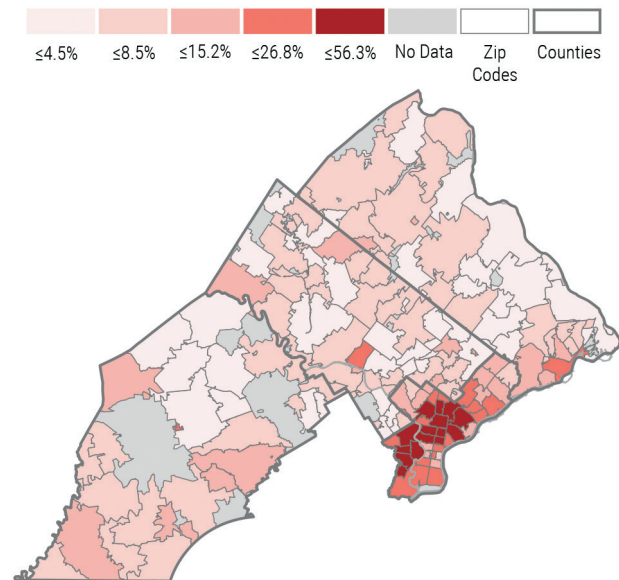 ≤4.5% ≤8.5% ≤15.2% ≤26.8% ≤56.3% No Data Zip Counties
Codes